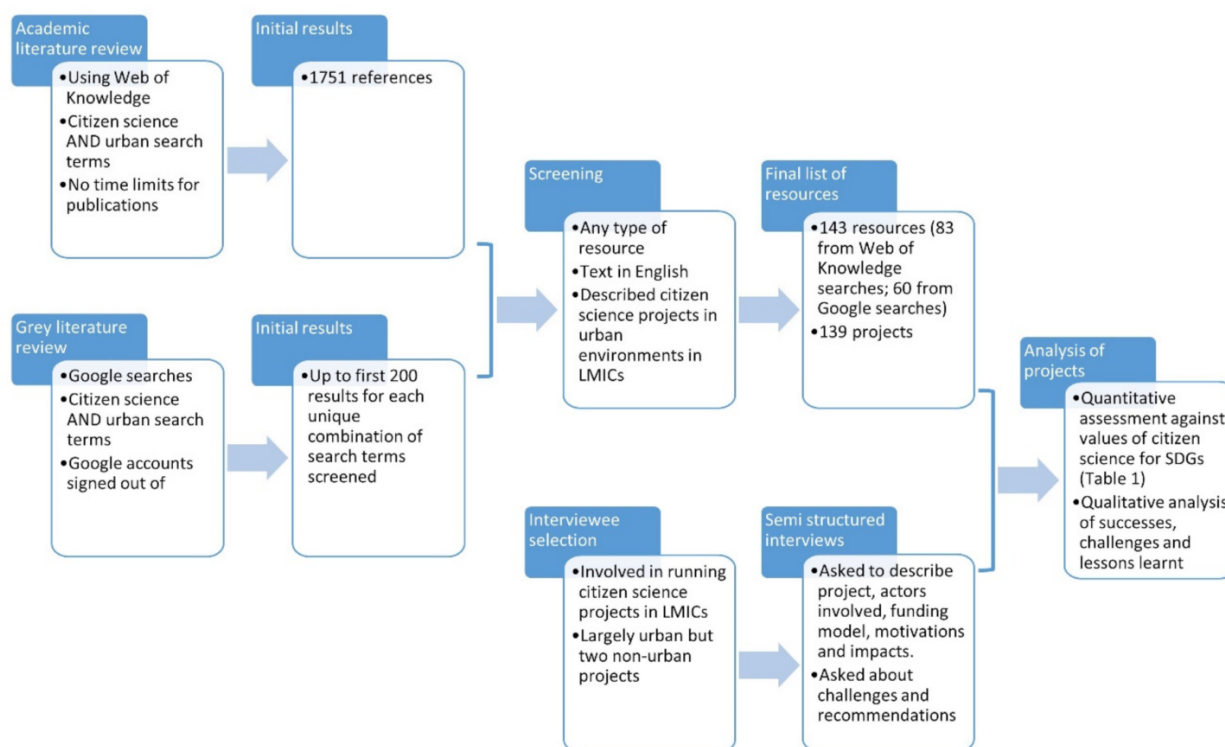 Academic
literature review
•Using Web of
Knowledge
•Citizen science
AND urban search
terms
•No time limits for
publications
Initial results
•1751 references
Grey literature
review
•Google searches
•Citizen science
AND urban search
terms
•Google accounts
signed out of
Initial results
•Up to first 200
results for each
unique
combination of
search terms
screened
Screening
•Any type of
resource
•Text in English
•Described citizen
science projects in
urban
environments in
LMICs
Final list of
resources
•143 resources (83
from Web of
Knowledge
searches; 60 from
Google searches)
•139 projects
Interviewee
selection
•Involved in running
citizen science
projects in LMICs
•Largely urban but
two non-urban
projects
Semi structured
interviews
•Asked to describe
project, actors
involved, funding
model, motivations
and impacts.
•Asked about
challenges and
recommendations
Analysis of
projects
•Quantitative
assessment against
values of citizen
science for SDGs
(Table 1)
•Qualitative analysis
of successes,
challenges and
lessons learnt